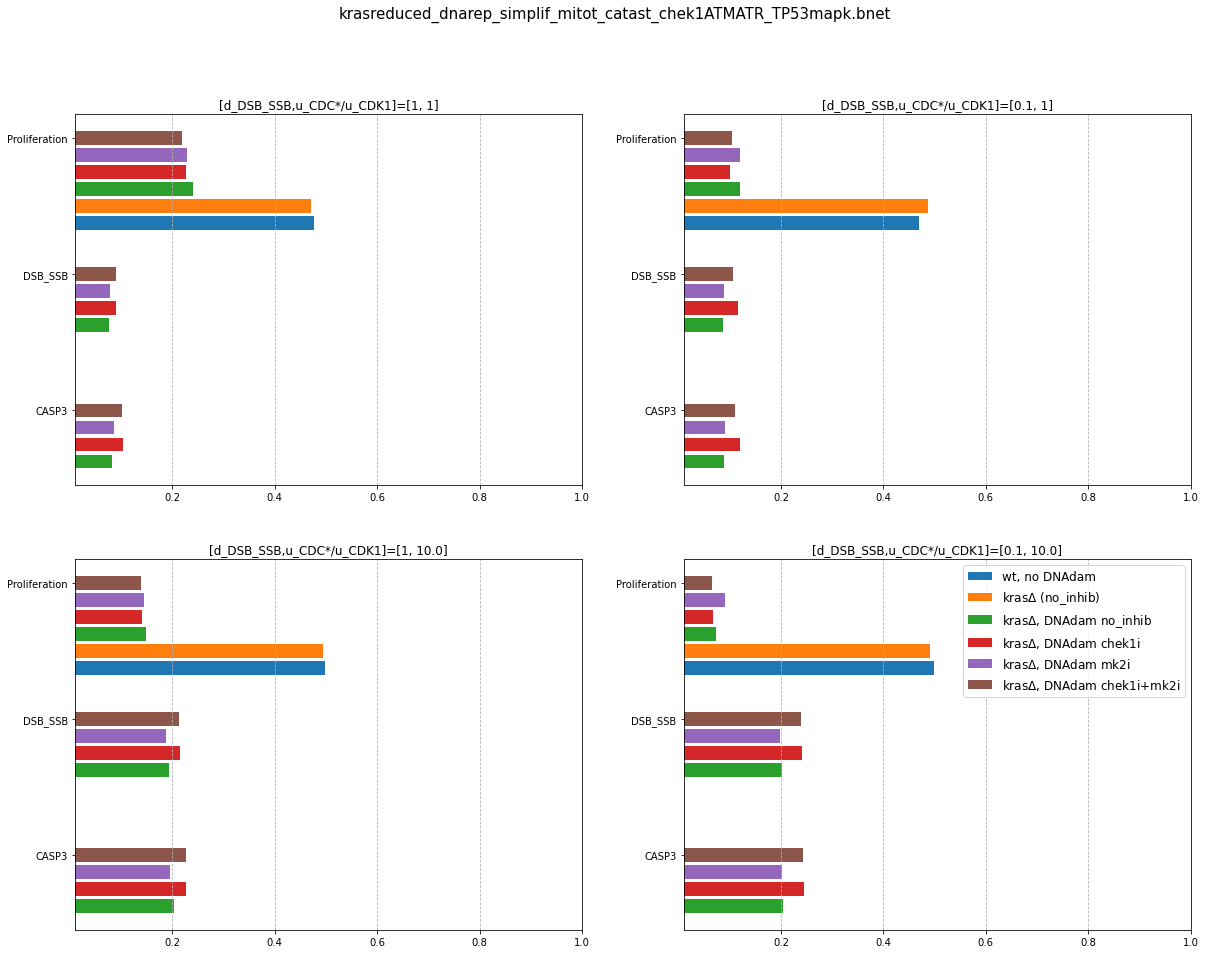 krasreduced_dnarep_simplif_mitot_catast_chek1ATMATR_TP53mapk.bnet
[d_DSB_SSB,u_CDC*/u_CDK1]=[1, 1]
Proliferation
DSB_SSB
CASP3
0.2 0.4 0.6 0.8 1.0
[d_DSB_SSB,u_CDC*/u_CDK1]=[0.1, 1]
Proliferation
DSB_SSB
CASP3
0.2 0.4 0.6 0.8 1.0
[d_DSB_SSB,u_CDC*/u_CDK1]=[1, 10.0]
Proliferation
DSB_SSB
CASP3
0.2 0.4 0.6 0.8 1.0
[d_DSB_SSB,u_CDC*/u_CDK1]=[0.1, 10.0]
Proliferation
DSB_SSB
CASP3
0.2 0.4 0.6 0.8 1.0
wt, no DNAdam
krasΔ (no_inhib)
krasΔ, DNAdam no_inhib
krasΔ, DNAdam chek1i
krasΔ, DNAdam mk2i
krasΔ, DNAdam chek1i+mk2i